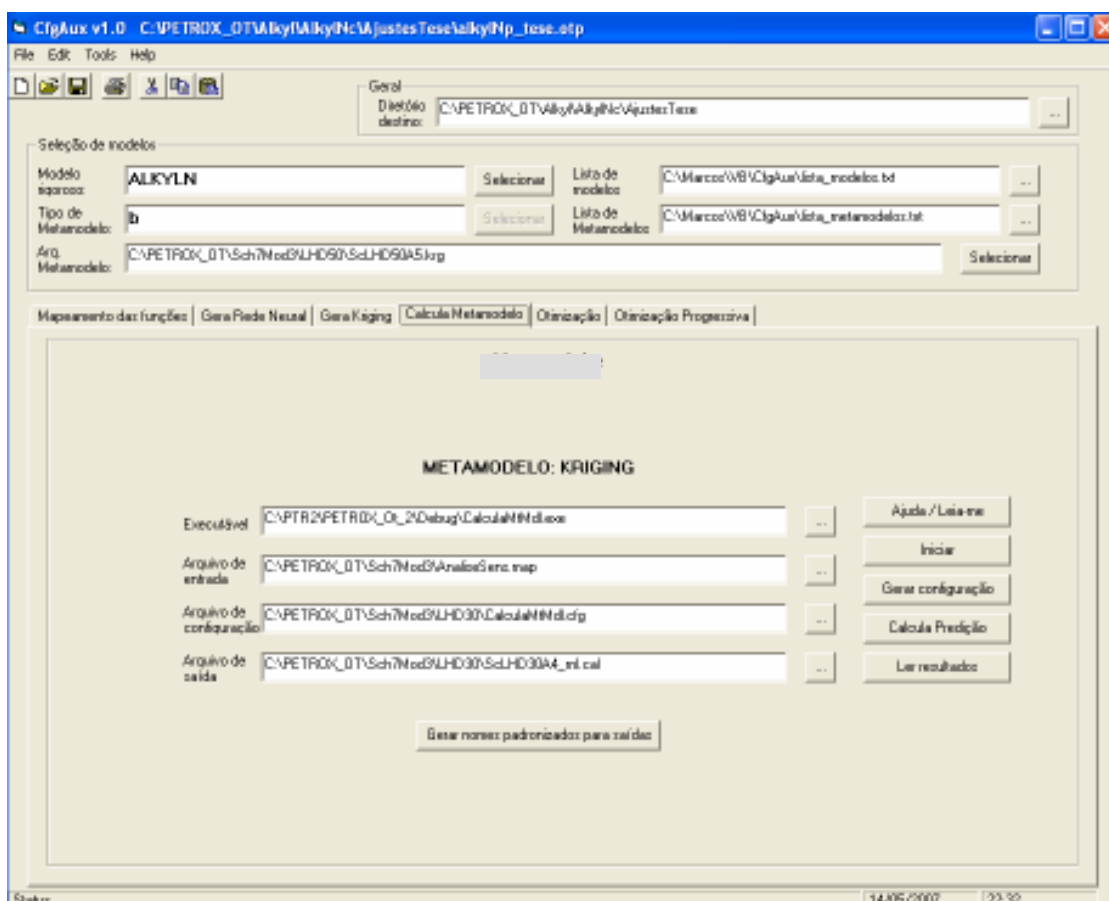 CfgAux v1.0 C:\PETROX_OT\Alkyl\AlkylNc\AjustesTese\alkylNp_tese.otp
File Edit Tools Help
Geral
Diretório destino: C:\PETROX_OT\Alkyl\AlkylNc\AjustesTese ...
Seleção de modelos
Modelo rigoroso: ALKYLN Selecionar Lista de modelos C:\Marcos\VB\CfgAux\lista_modelos.txt ...
Tipo de Metamodelo: b Selecionar Lista de Metamodelos C:\Marcos\VB\CfgAux\lista_metamodelos.txt ...
Arq. Metamodelo: C:\PETROX_OT\Sch7Mod3\LHD50\ScLHD50A5.krg Selecionar
Mapeamento das funções Gera Rede Neural Gera Kriging Calcula Metamodelo Otimização Otimização Progressiva
METAMODELO: KRIGING
Executável C:\PTR2\PETROX_Ot_2\Debug\CalculaMtMdl.exe ... Ajuda / Leia-me
Iniciar
Arquivo de entrada C:\PETROX_OT\Sch7Mod3\AnaliseSens.map ...
Gerar configuração
Arquivo de configuração C:\PETROX_OT\Sch7Mod3\LHD30\CalculaMtMdl.cfg ... Calcula Predição
Arquivo de saída C:\PETROX_OT\Sch7Mod3\LHD30\ScLHD30A4_ml.cal ... Ler resultados
Gerar nomes padronizados para saídas
Status 14/05/2007 22:32